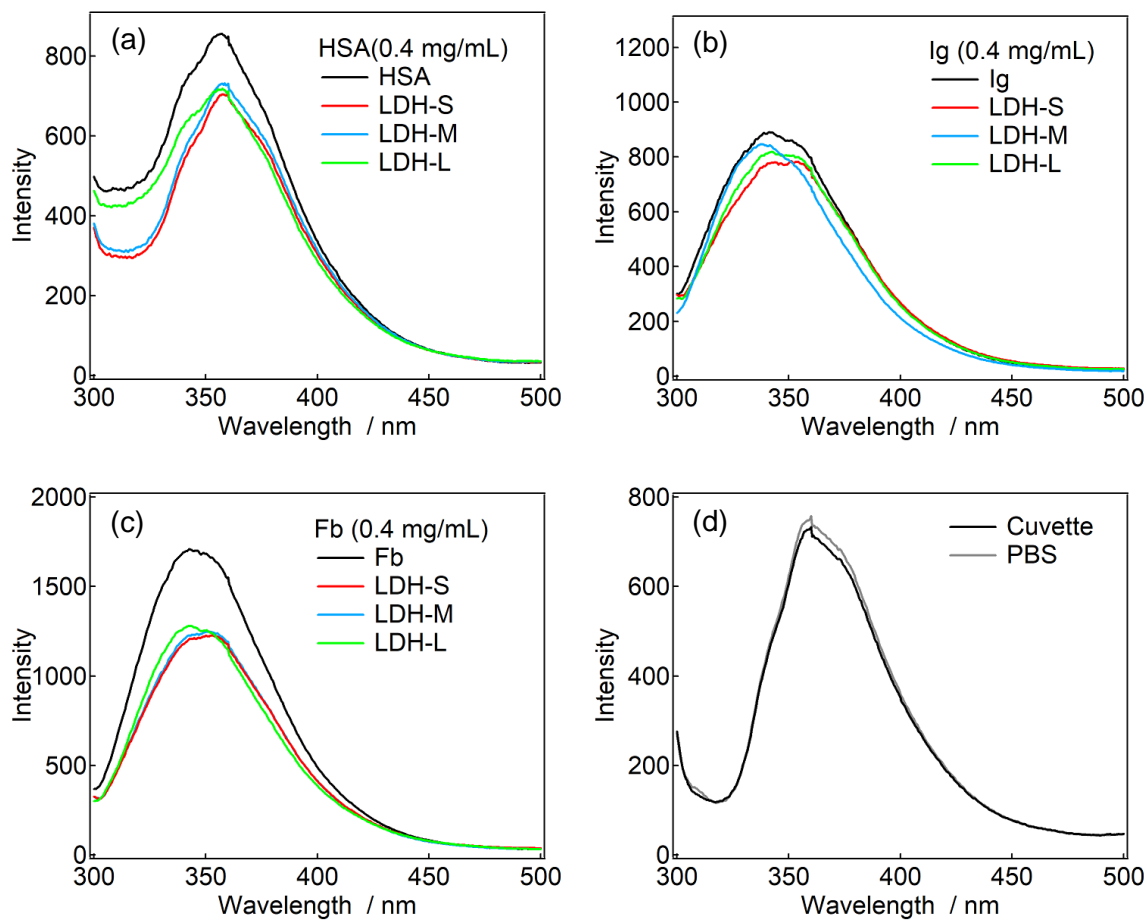 (a)
HSA(0.4 mg/mL)
HSA
LDH-S
LDH-M
LDH-L
Intensity
800
600
400
200
0
300
350
400
450
500
Wavelength / nm
(b)
Ig (0.4 mg/mL)
Ig
LDH-S
LDH-M
LDH-L
Intensity
1200
1000
800
600
400
200
0
300
350
400
450
500
Wavelength / nm
(c)
Fb (0.4 mg/mL)
Fb
LDH-S
LDH-M
LDH-L
Intensity
2000
1500
1000
500
0
300
350
400
450
500
Wavelength / nm
(d)
Cuvette
PBS
Intensity
800
600
400
200
0
300
350
400
450
500
Wavelength / nm